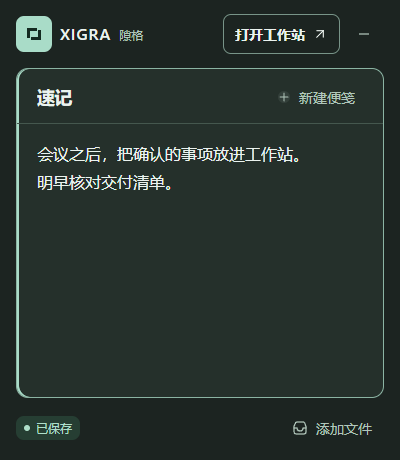 XIGRA 隙格
打开工作站
速记
新建便笺
会议之后，把确认的事项放进工作站。
明早核对交付清单。
已保存
添加文件